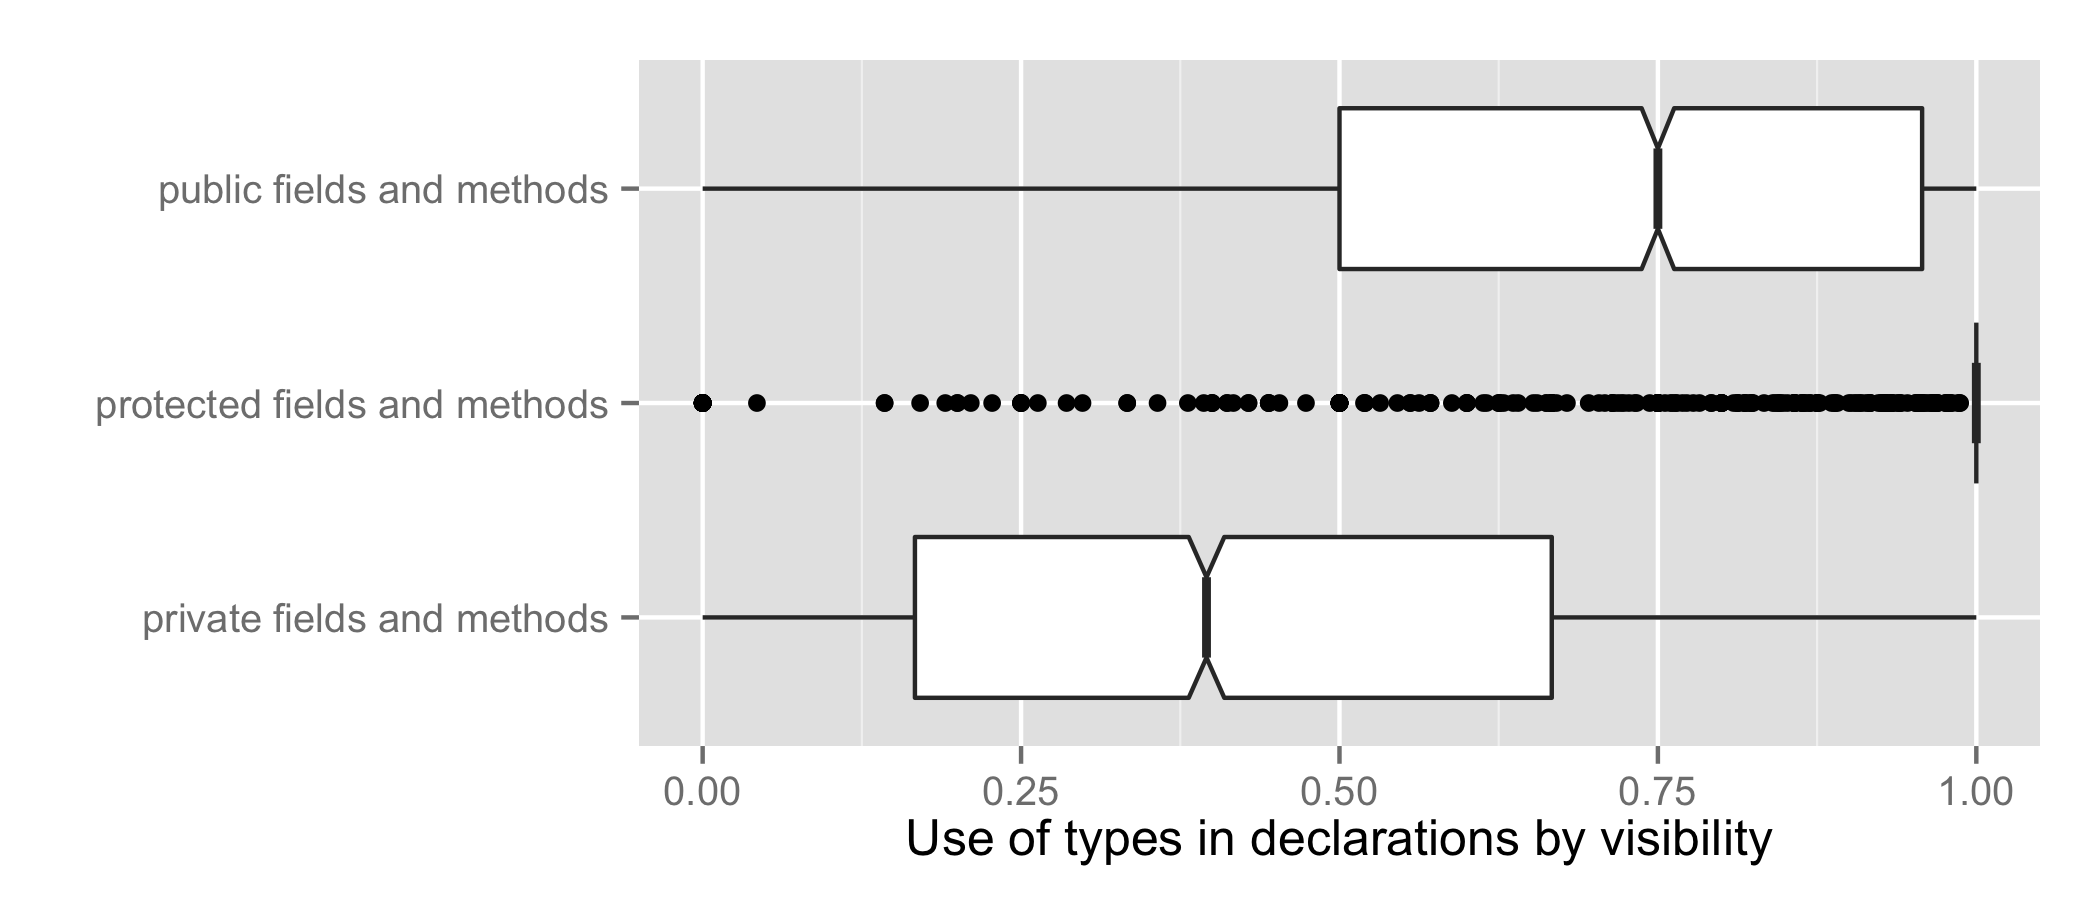 public fields and methods
protected fields and methods
private fields and methods
0.00 0.25 0.50 0.75 1.00
Use of types in declarations by visibility